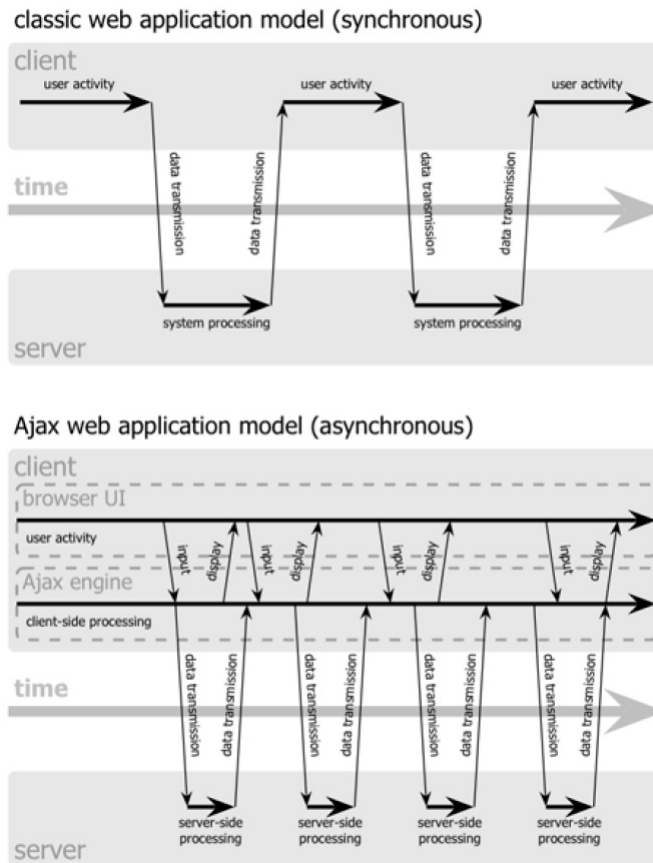 classic web application model (synchronous)
client
user activity
user activity
user activity
data transmission
data transmission
data transmission
data transmission
time
system processing
system processing
server
Ajax web application model (asynchronous)
client
browser UI
user activity
input
display
input
display
input
display
input
display
Ajax engine
client-side processing
data transmission
data transmission
data transmission
data transmission
data transmission
data transmission
data transmission
data transmission
time
server-side
processing
server-side
processing
server-side
processing
server-side
processing
server